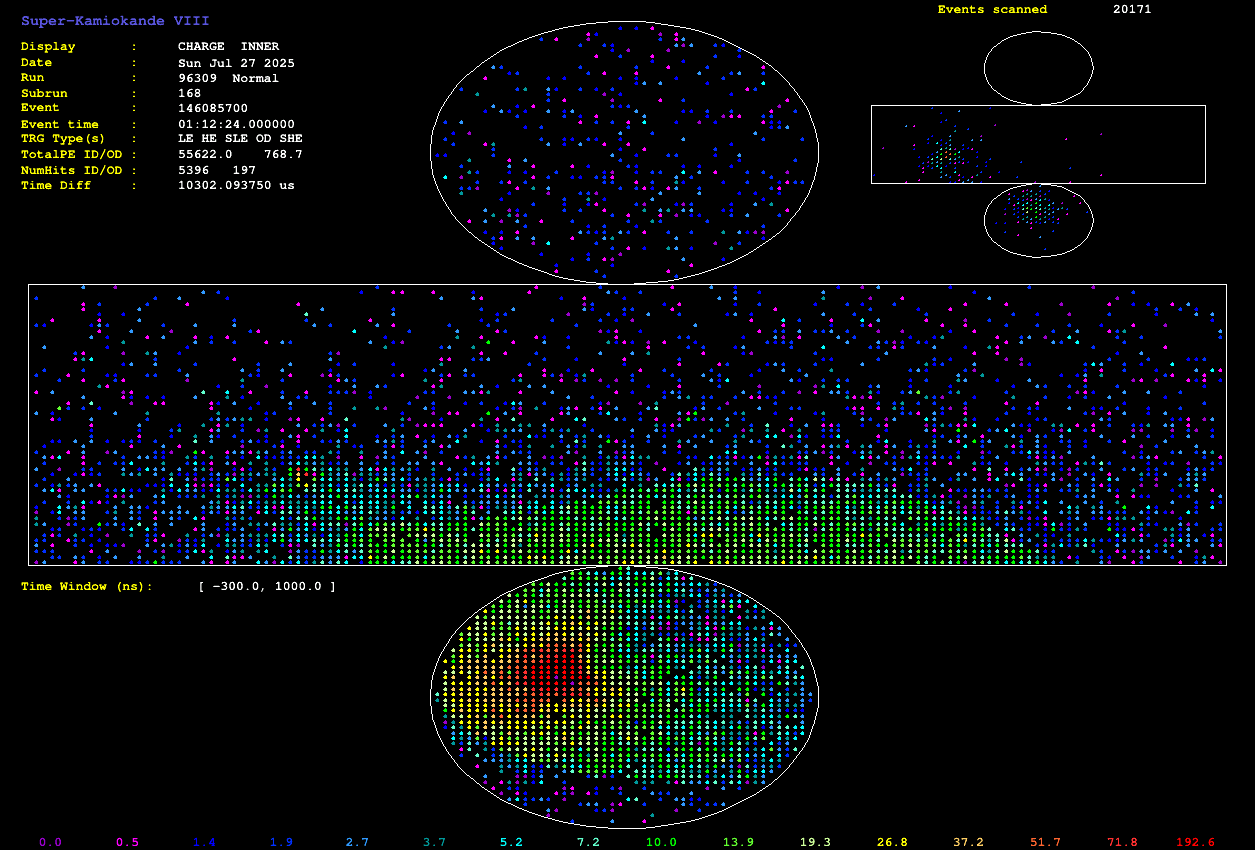 Super-Kamiokande VIII
Events scanned 20171
Display : CHARGE INNER
Date : Sun Jul 27 2025
Run : 96309 Normal
Subrun : 168
Event : 146085700
Event time : 01:12:24.000000
TRG Type(s) : LE HE SLE OD SHE
TotalPE ID/OD : 55622.0 768.7
NumHits ID/OD : 5396 197
Time Diff : 10302.093750 us
Time Window (ns): [ -300.0, 1000.0 ]
0.0 0.5 1.4 1.9 2.7 3.7 5.2 7.2 10.0 13.9 19.3 26.8 37.2 51.7 71.8 192.6